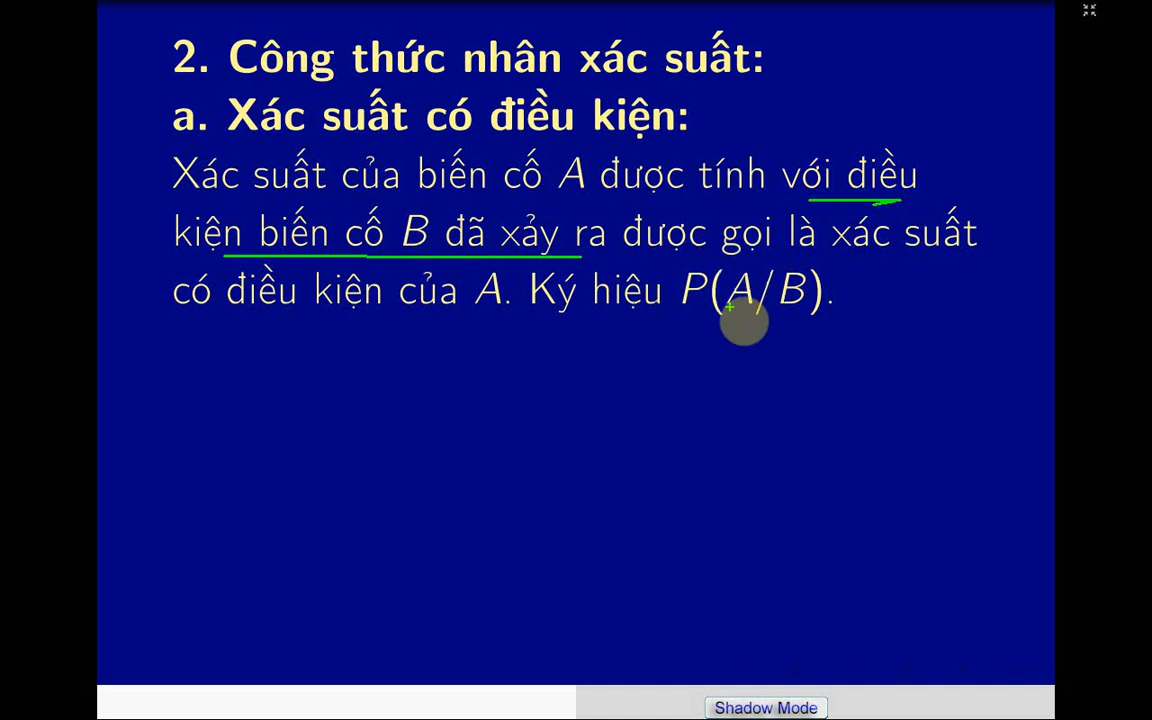 2. Công thức nhân xác suất:
a. Xác suất có điều kiện:
Xác suất của biến cố A được tính với điều
kiện biến cố B đã xảy ra được gọi là xác suất
có điều kiện của A. Ký hiệu P(A/B).
Shadow Mode